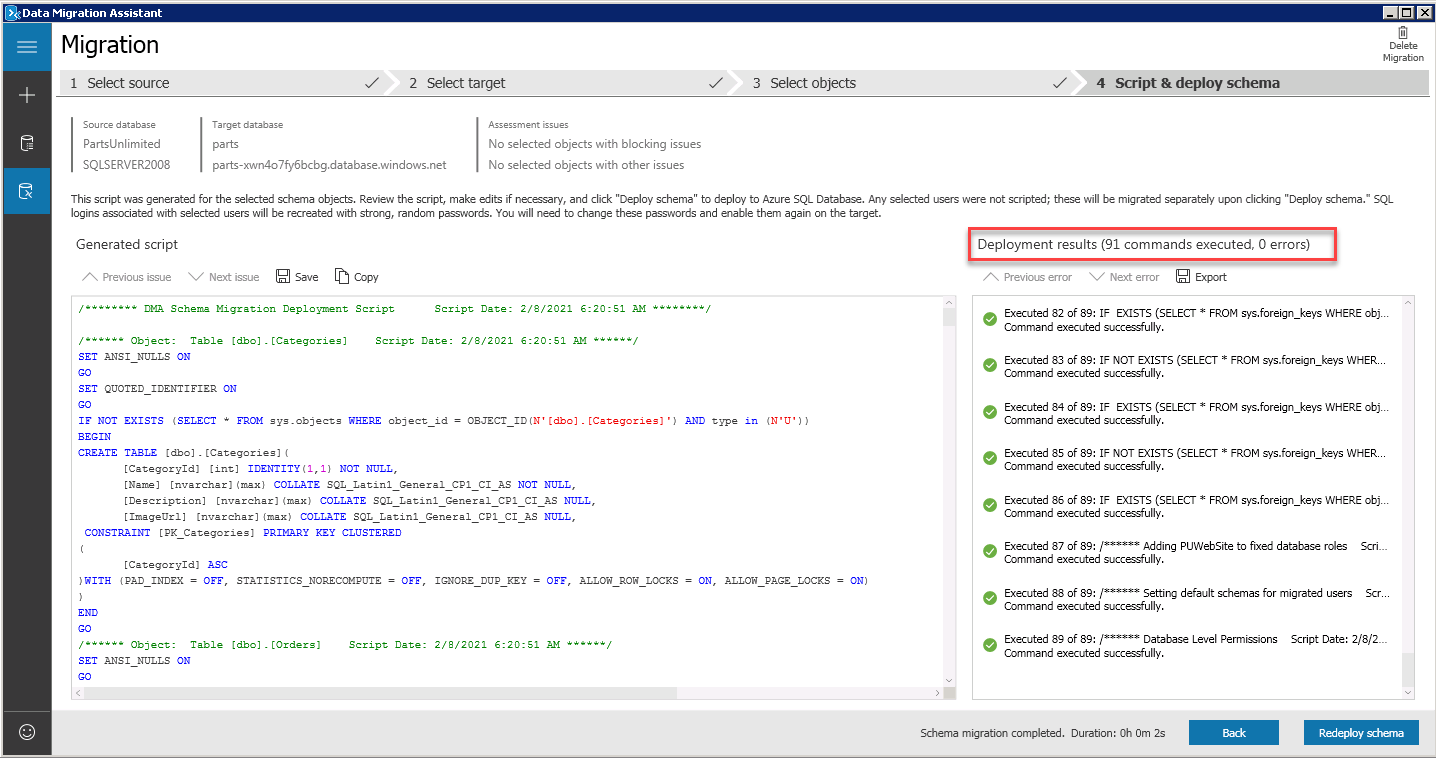 Data Migration Assistant
Migration
Delete
Migration
1 Select source
2 Select target
3 Select objects
4 Script & deploy schema
Source database
PartsUnlimited
SQLSERVER2008
Target database
parts
parts-xwn4o7fy6bcbg.database.windows.net
Assessment issues
No selected objects with blocking issues
No selected objects with other issues
This script was generated for the selected schema objects. Review the script, make edits if necessary, and click "Deploy schema" to deploy to Azure SQL Database. Any selected users were not scripted; these will be migrated separately upon clicking "Deploy schema." SQL
logins associated with selected users will be recreated with strong, random passwords. You will need to change these passwords and enable them again on the target.
Generated script
Previous issue
Next issue
Save
Copy
/******** DMA Schema Migration Deployment Script      Script Date: 2/8/2021 6:20:51 AM ********/
/****** Object:  Table [dbo].[Categories]    Script Date: 2/8/2021 6:20:51 AM ******/
SET ANSI_NULLS ON
GO
SET QUOTED_IDENTIFIER ON
GO
IF NOT EXISTS (SELECT * FROM sys.objects WHERE object_id = OBJECT_ID(N'[dbo].[Categories]') AND type in (N'U'))
BEGIN
CREATE TABLE [dbo].[Categories](
[CategoryId] [int] IDENTITY(1,1) NOT NULL,
[Name] [nvarchar](max) COLLATE SQL_Latin1_General_CP1_CI_AS NOT NULL,
[Description] [nvarchar](max) COLLATE SQL_Latin1_General_CP1_CI_AS NULL,
[ImageUrl] [nvarchar](max) COLLATE SQL_Latin1_General_CP1_CI_AS NULL,
CONSTRAINT [PK_Categories] PRIMARY KEY CLUSTERED
(
[CategoryId] ASC
)WITH (PAD_INDEX = OFF, STATISTICS_NORECOMPUTE = OFF, IGNORE_DUP_KEY = OFF, ALLOW_ROW_LOCKS = ON, ALLOW_PAGE_LOCKS = ON)
)
END
GO
/****** Object:  Table [dbo].[Orders]    Script Date: 2/8/2021 6:20:51 AM ******/
SET ANSI_NULLS ON
GO
Deployment results (91 commands executed, 0 errors)
Previous error
Next error
Export
Executed 82 of 89: IF  EXISTS (SELECT * FROM sys.foreign_keys WHERE obj...
Command executed successfully.
Executed 83 of 89: IF NOT EXISTS (SELECT * FROM sys.foreign_keys WHER...
Command executed successfully.
Executed 84 of 89: IF  EXISTS (SELECT * FROM sys.foreign_keys WHERE obj...
Command executed successfully.
Executed 85 of 89: IF NOT EXISTS (SELECT * FROM sys.foreign_keys WHER...
Command executed successfully.
Executed 86 of 89: IF  EXISTS (SELECT * FROM sys.foreign_keys WHERE obj...
Command executed successfully.
Executed 87 of 89: /****** Adding PUWebSite to fixed database roles    Scri...
Command executed successfully.
Executed 88 of 89: /****** Setting default schemas for migrated users    Scr...
Command executed successfully.
Executed 89 of 89: /****** Database Level Permissions    Script Date: 2/8/2...
Command executed successfully.
Schema migration completed.  Duration: 0h 0m 2s
Back
Redeploy schema